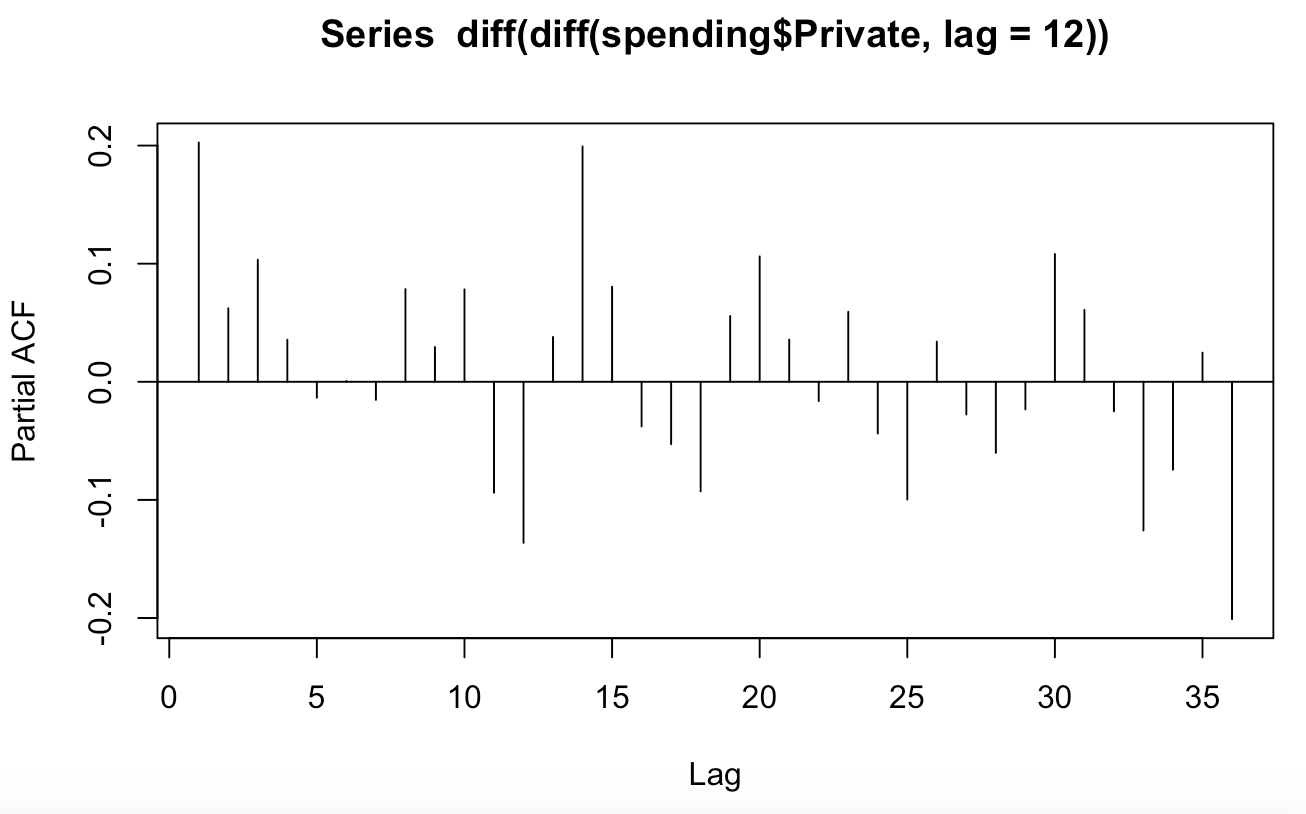 Series diff(diff(spending$Private, lag = 12))
Partial ACF
0.2
0.1
0.0
-0.1
-0.2
0 5 10 15 20 25 30 35
Lag